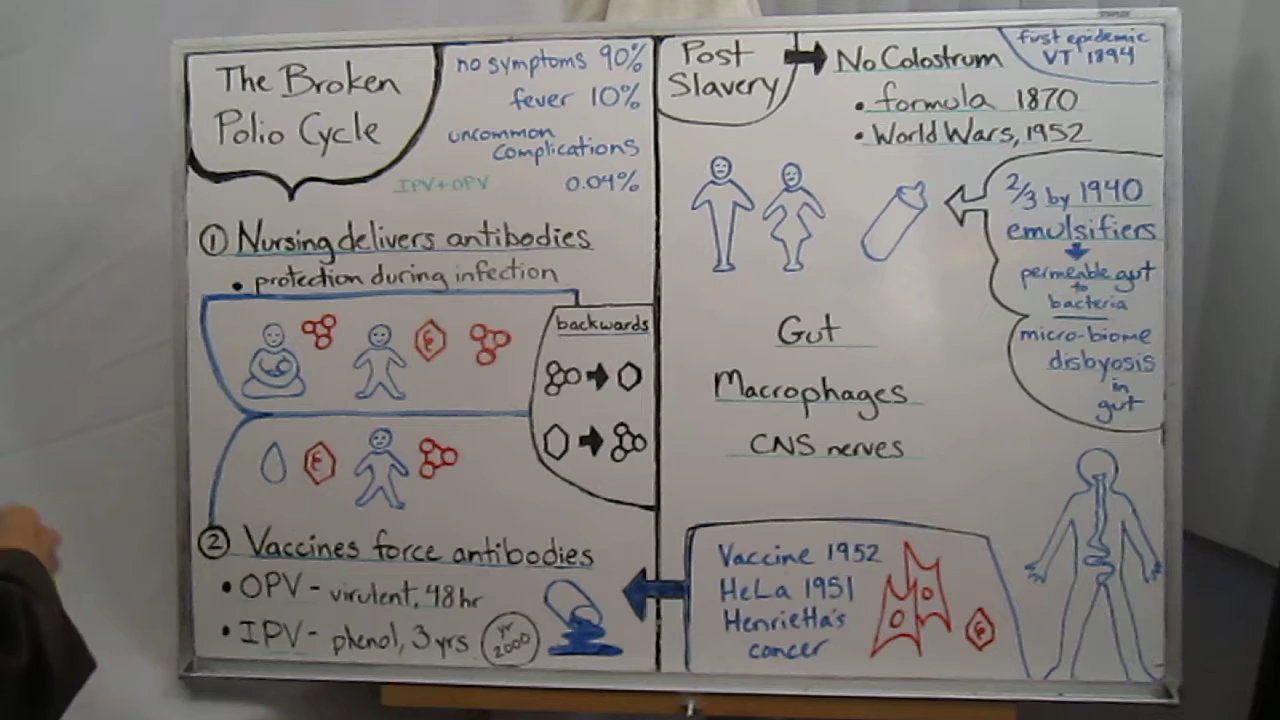 The Broken
Polio Cycle
no symptoms 90%
fever 10%
uncommon
complications
IPV+OPV 0.04%
① Nursing delivers antibodies
• protection during infection
backwards
② Vaccines force antibodies
• OPV - virulent, 48hr
• IPV - phenol, 3 yrs
yr
2000
Post
Slavery
No Colostrum
• formula 1870
• World Wars, 1952
first epidemic
VT 1894
2/3 by 1940
emulsifiers
permeable gut
to
bacteria
micro-biome
disbyosis
in
gut
Gut
Macrophages
CNS nerves
Vaccine 1952
HeLa 1951
Henrietta's
cancer